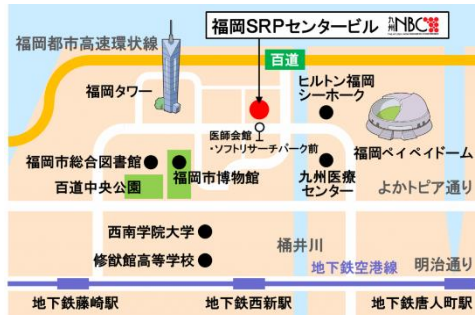 福岡SRPセンタービル 九州 NBC
福岡都市高速環状線
百道
福岡タワー
ヒルトン福岡
シーホーク
医師会館
・ソフトリサーチパーク前
福岡ペイペイドーム
福岡市総合図書館
福岡市博物館
九州医療
センター
百道中央公園
よかトピア通り
西南学院大学
樋井川
修猷館高等学校
明治通り
地下鉄空港線
地下鉄藤崎駅
地下鉄西新駅
地下鉄唐人町駅